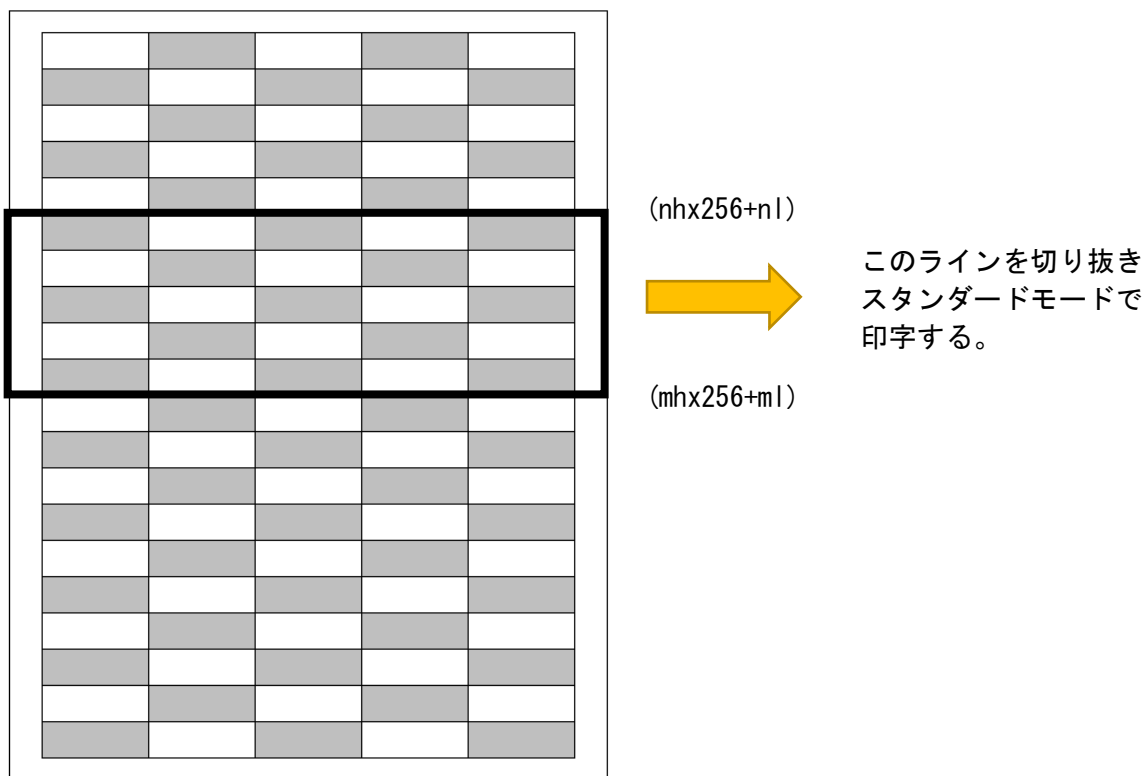 (nhx256+nl)
このラインを切り抜き
スタンダードモードで
印字する。
(mhx256+ml)